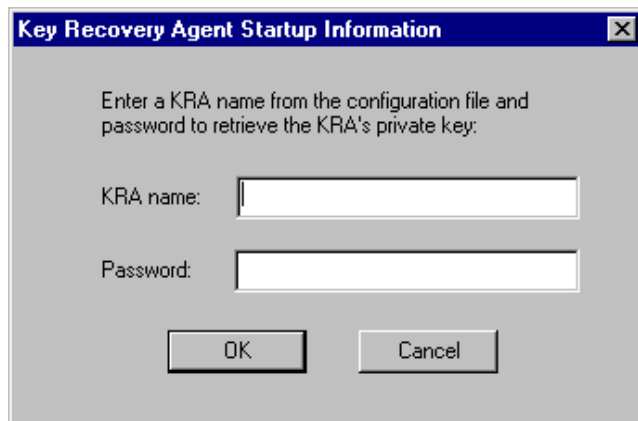 Key Recovery Agent Startup Information
Enter a KRA name from the configuration file and
password to retrieve the KRA's private key:
KRA name:
Password:
OK
Cancel